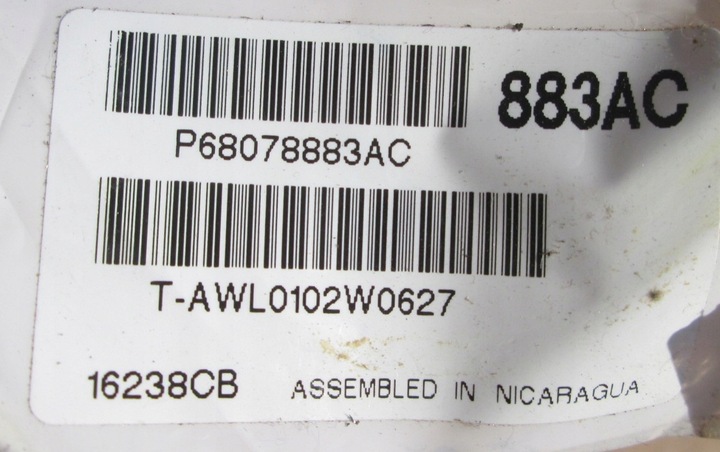 883AC
P68078883AC
T-AWL0102W0627
16238CB ASSEMBLED IN NICARAGUA